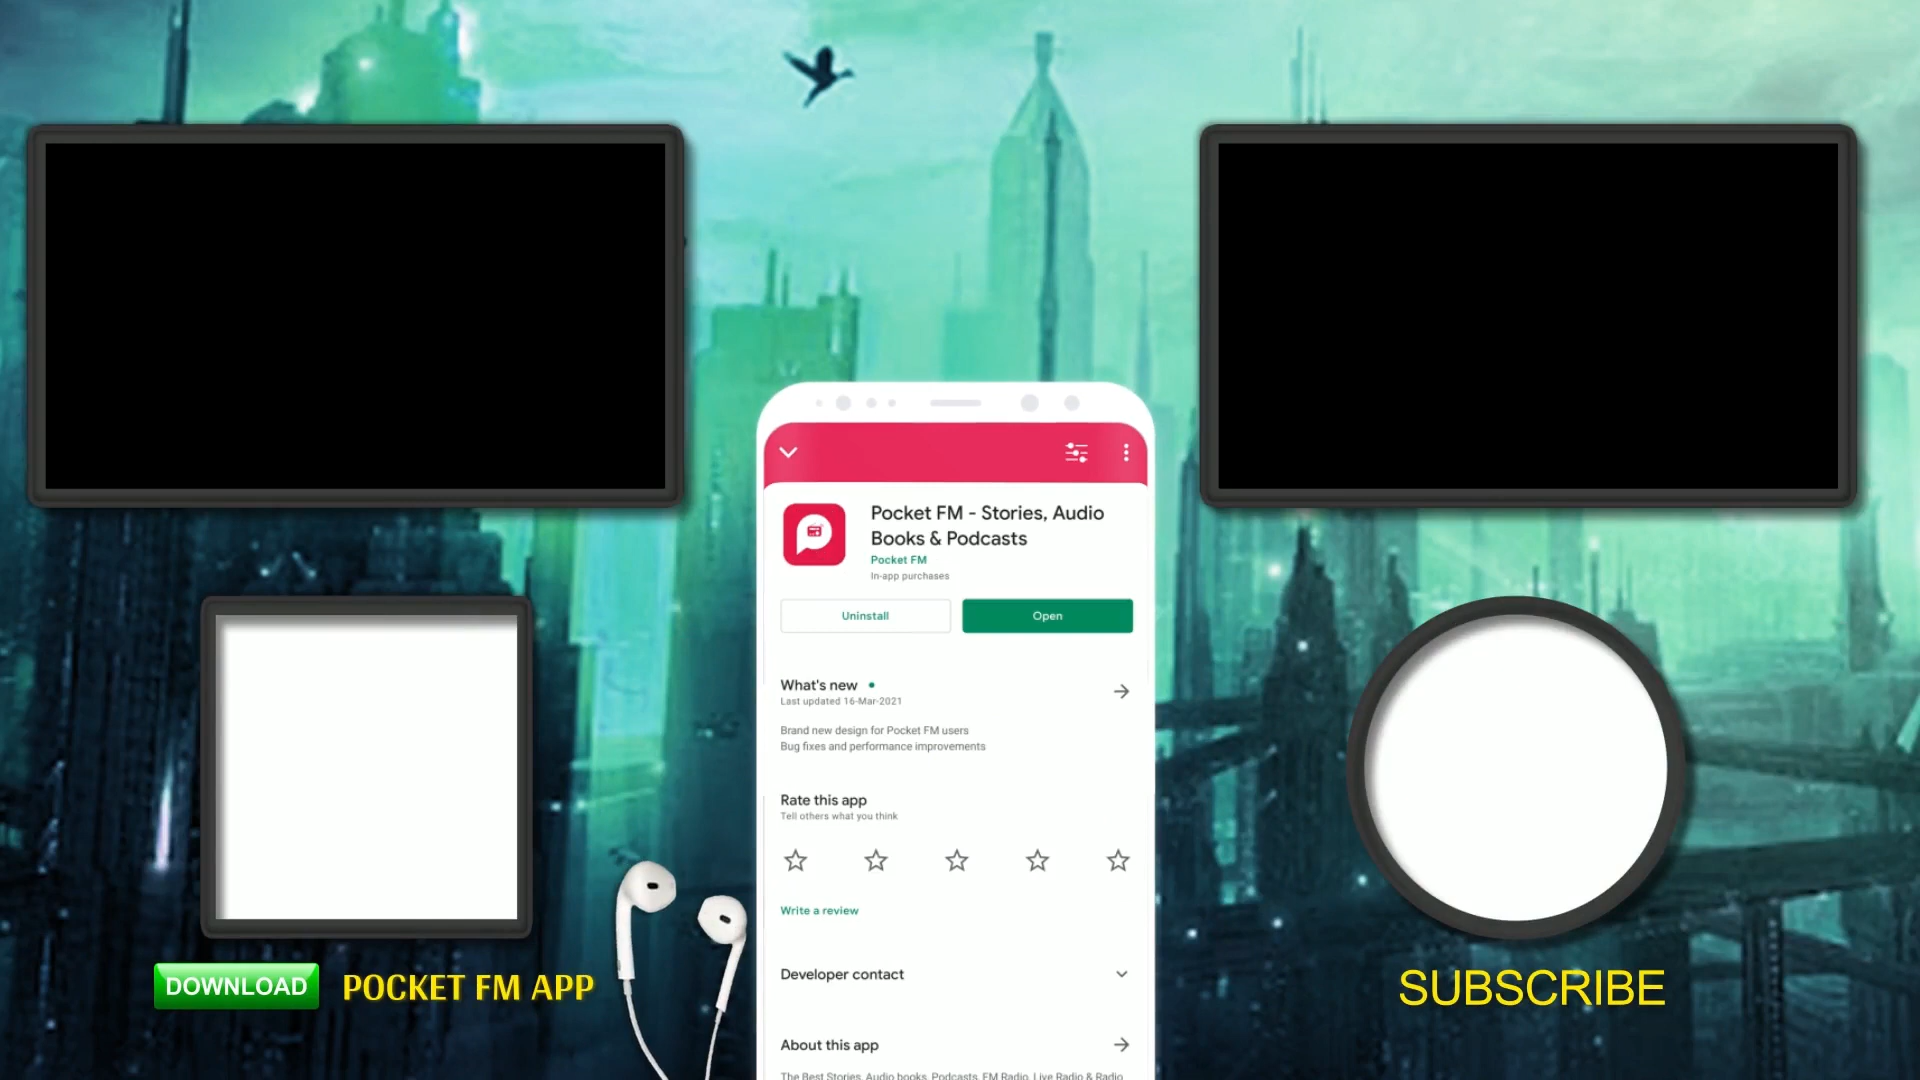 Pocket FM - Stories, Audio
Books & Podcasts
Pocket FM
In-app purchases
Uninstall
Open
What's new
Last updated 16-Mar-2021
Brand new design for Pocket FM users
Bug fixes and performance improvements
Rate this app
Tell others what you think
Write a review
Developer contact
About this app
The Best Stories, Audio books, Podcasts, FM Radio, Live Radio & Radio
DOWNLOAD
POCKET FM APP
SUBSCRIBE